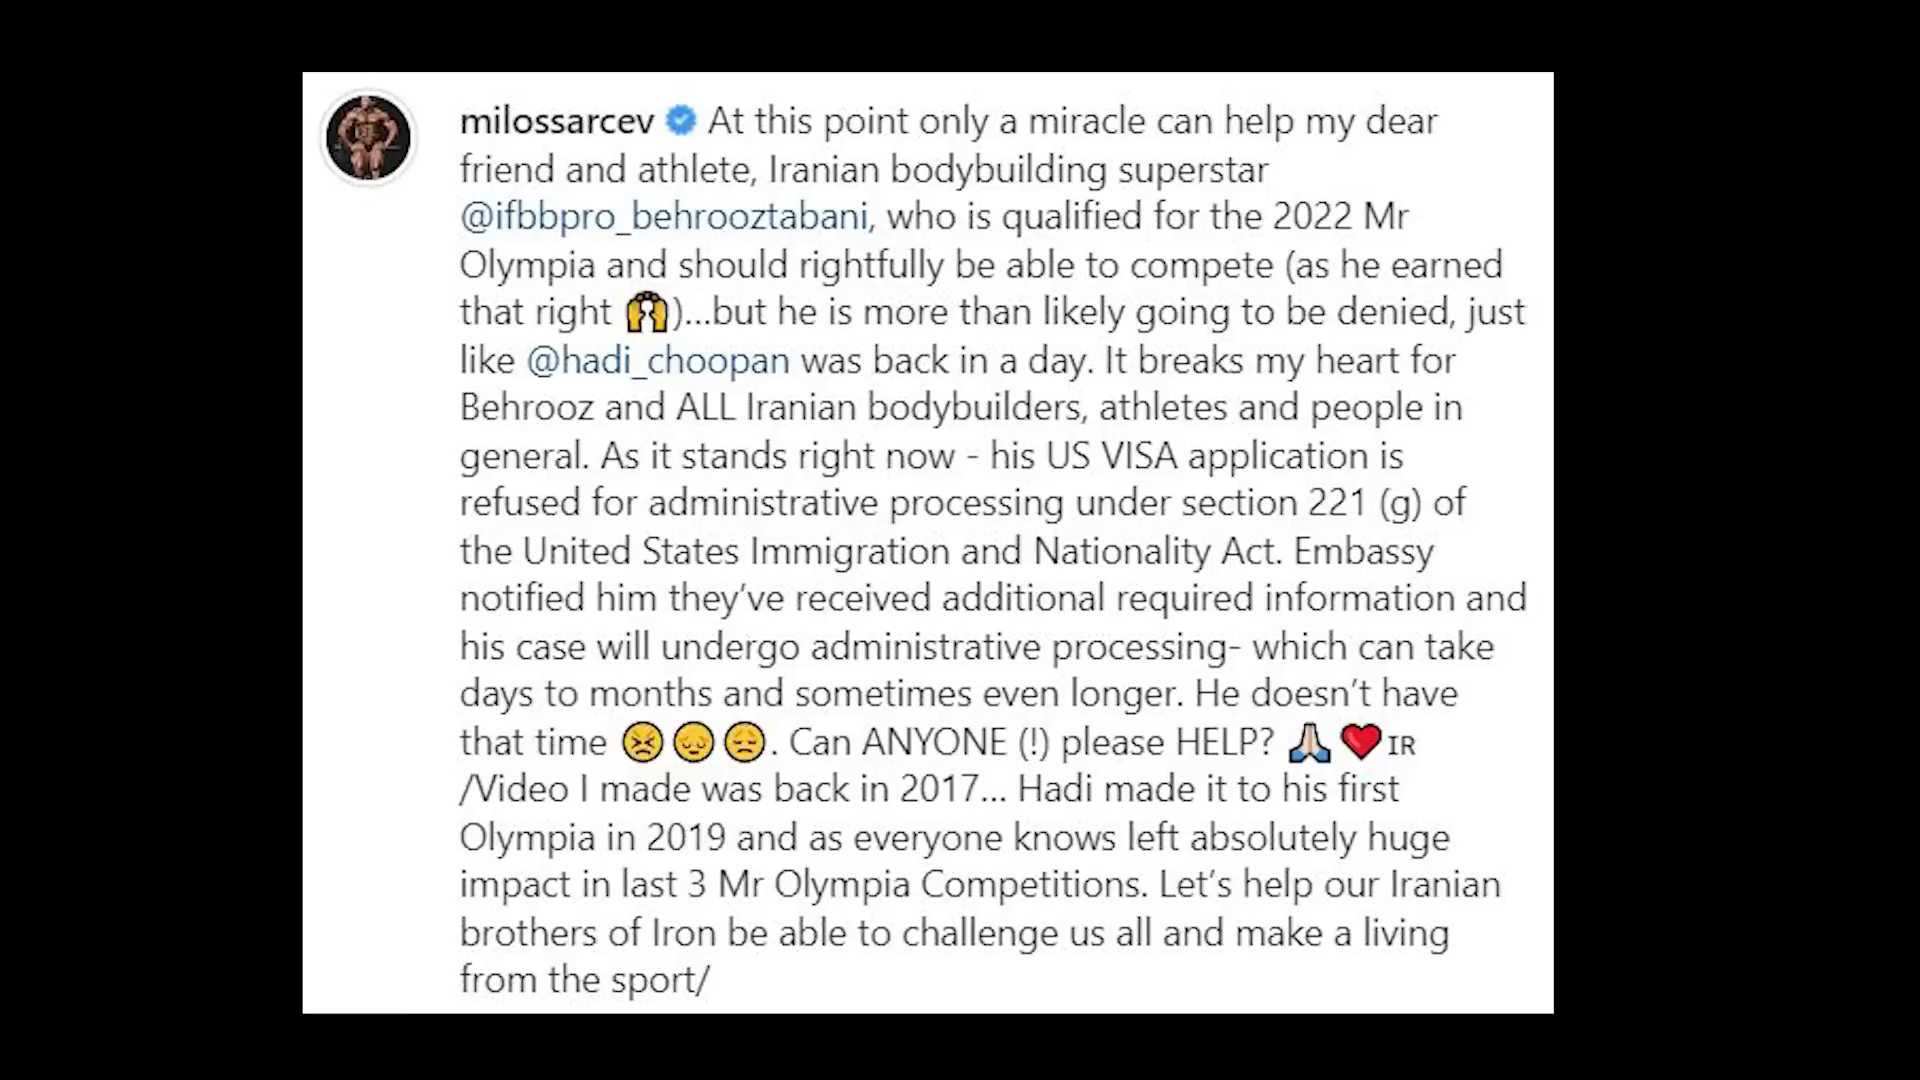 milossarcev At this point only a miracle can help my dear
friend and athlete, Iranian bodybuilding superstar
@ifbbpro_behrooztabani, who is qualified for the 2022 Mr
Olympia and should rightfully be able to compete (as he earned
that right 🙌)...but he is more than likely going to be denied, just
like @hadi_choopan was back in a day. It breaks my heart for
Behrooz and ALL Iranian bodybuilders, athletes and people in
general. As it stands right now - his US VISA application is
refused for administrative processing under section 221 (g) of
the United States Immigration and Nationality Act. Embassy
notified him they’ve received additional required information and
his case will undergo administrative processing- which can take
days to months and sometimes even longer. He doesn’t have
that time 😣😔😞. Can ANYONE (!) please HELP? 🙏🏻❤️IR
/Video I made was back in 2017... Hadi made it to his first
Olympia in 2019 and as everyone knows left absolutely huge
impact in last 3 Mr Olympia Competitions. Let’s help our Iranian
brothers of Iron be able to challenge us all and make a living
from the sport/